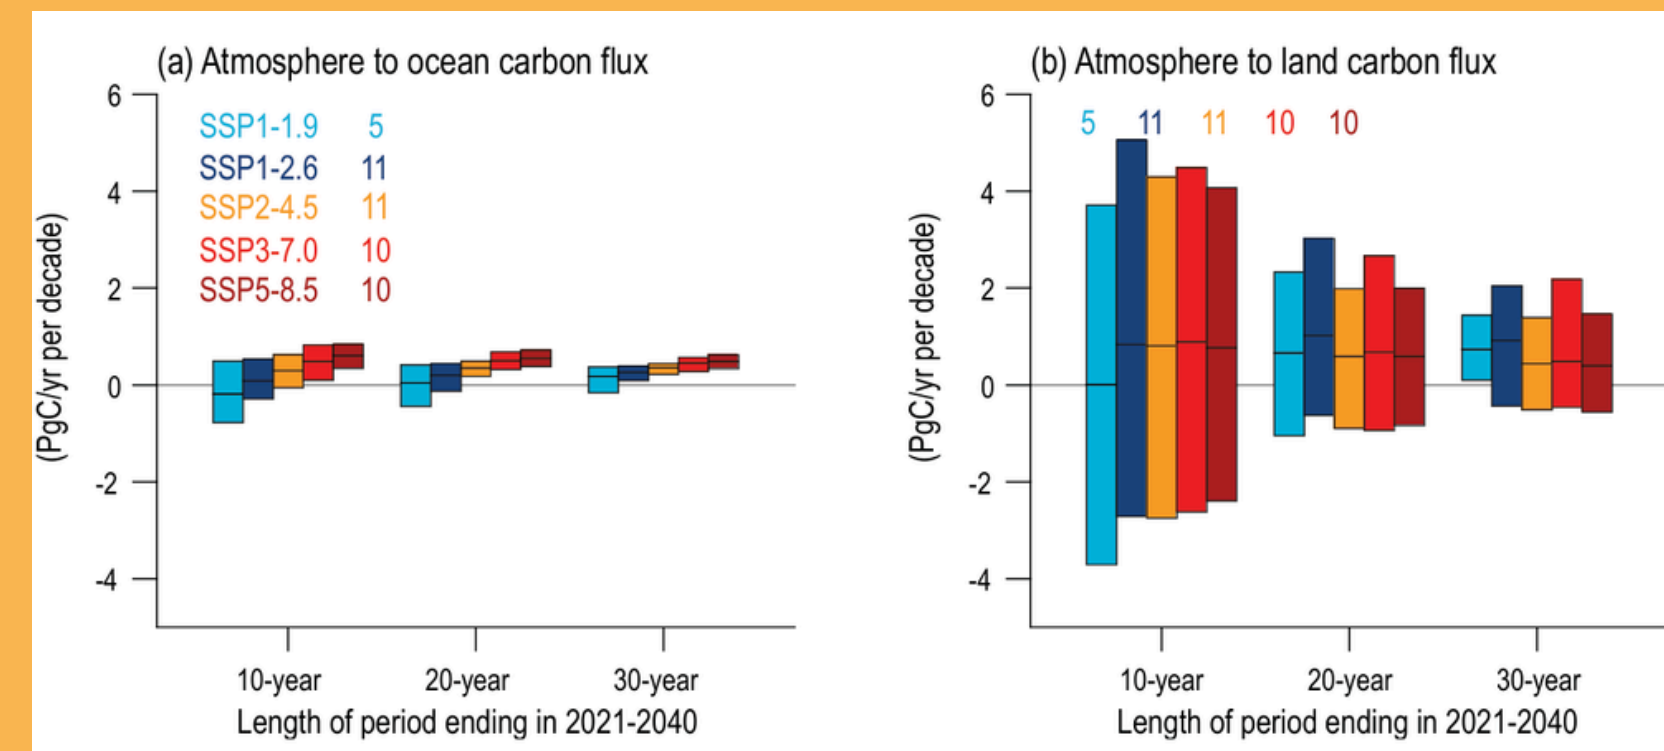 (a) Atmosphere to ocean carbon flux
6
4
2
0
-2
-4
(PgC/yr per decade)
SSP1-1.9 5
SSP1-2.6 11
SSP2-4.5 11
SSP3-7.0 10
SSP5-8.5 10
10-year 20-year 30-year
Length of period ending in 2021-2040
(b) Atmosphere to land carbon flux
6
4
2
0
-2
-4
(PgC/yr per decade)
5 11 11 10 10
10-year 20-year 30-year
Length of period ending in 2021-2040